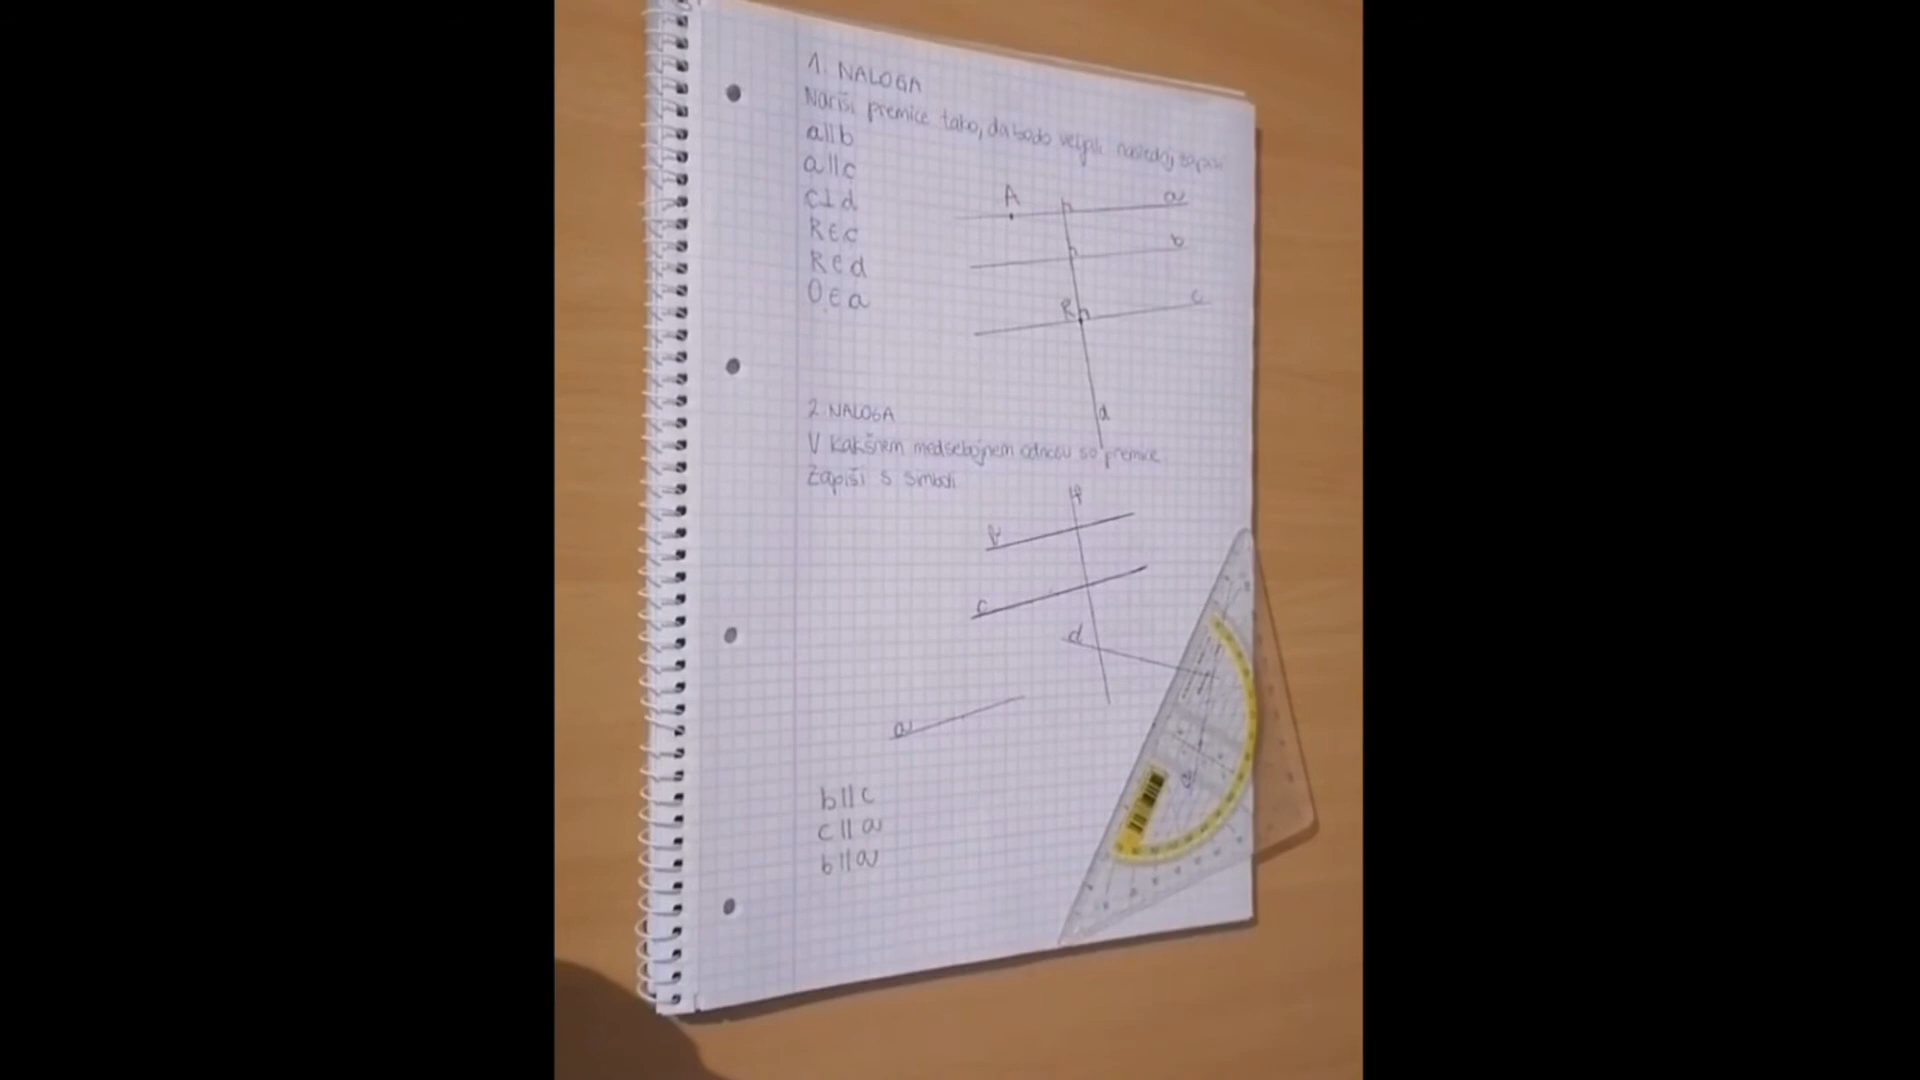 1. NALOGA
Nariši premice tako, da bodo veljali naslednji zapisi
a||b
a||c
c⊥d
R∈c
R∈d
O∈a
A
a
b
R
c
d
2 NALOGA
V kakšnem medsebojnem odnosu so premice
Zapiši s simboli
b
c
d
a
b||c
c||a
b||a